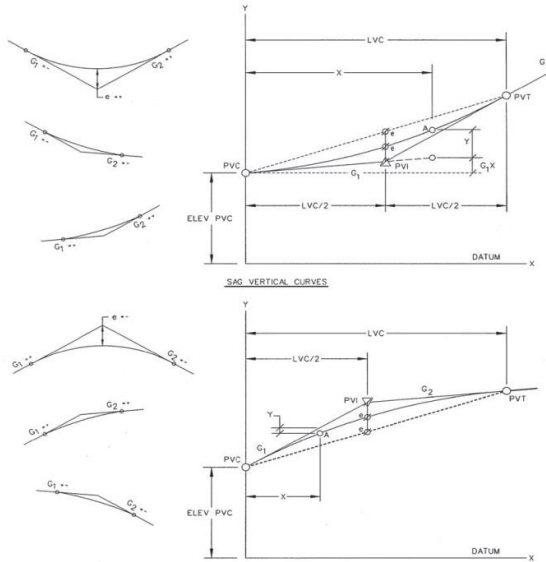 Y
LVC
X
G
PVT
A
e
Y
e
PVC
PVI
G₁X
G₁
LVC/2
LVC/2
ELEV PVC
DATUM
X
G₁
G₂
e
G₁
G₂
G₁
G₂
SAG VERTICAL CURVES
Y
LVC
LVC/2
PVI
G₂
PVT
Y
e
A
e
G₁
PVC
X
ELEV PVC
DATUM
X
e
G₁
G₂
G₂
G₁
G₁
G₂